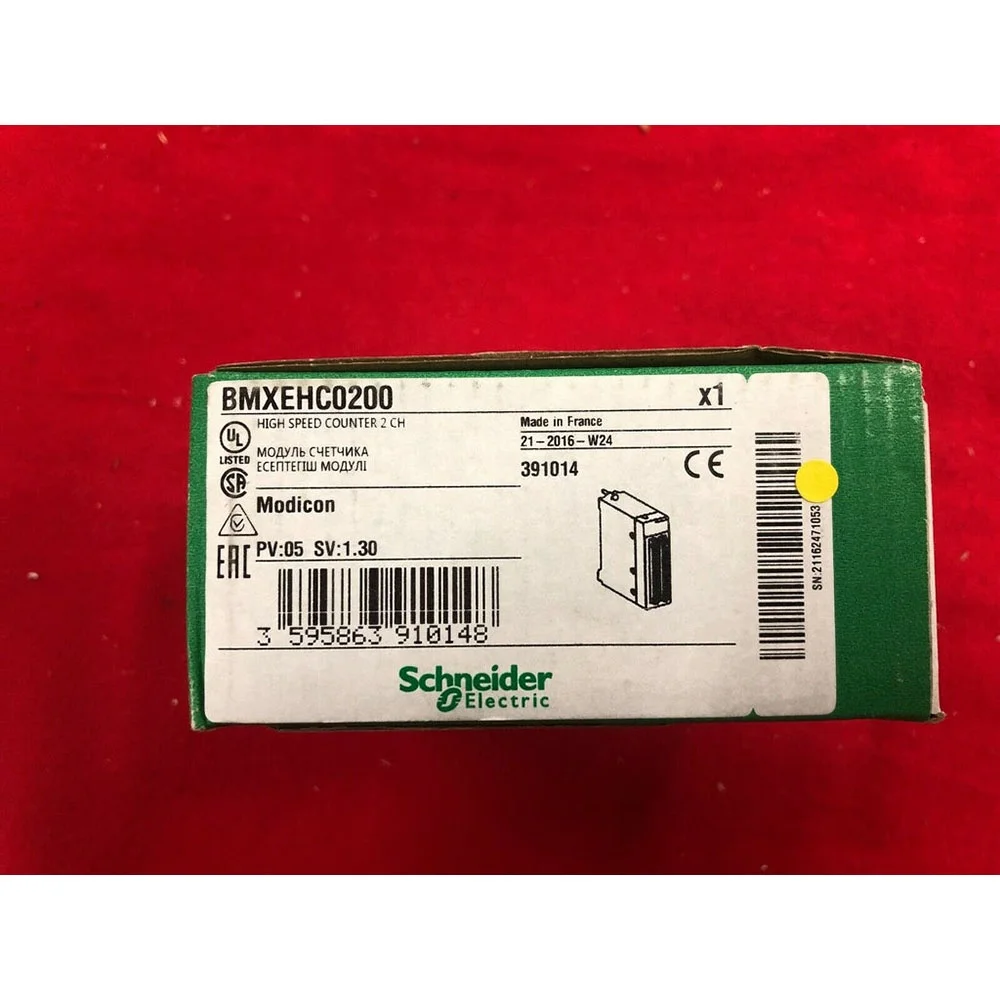 BMXEHC0200
x1
HIGH SPEED COUNTER 2 CH
МОДУЛЬ СЧЕТЧИКА
ЕСЕПТЕГІШ МОДУЛІ
Made in France
21-2016-W24
391014
CE
UL
LISTED
SA
Modicon
EAC
PV:05 SV:1.30
3 595863 910148
SN:21162471053
Schneider
Electric